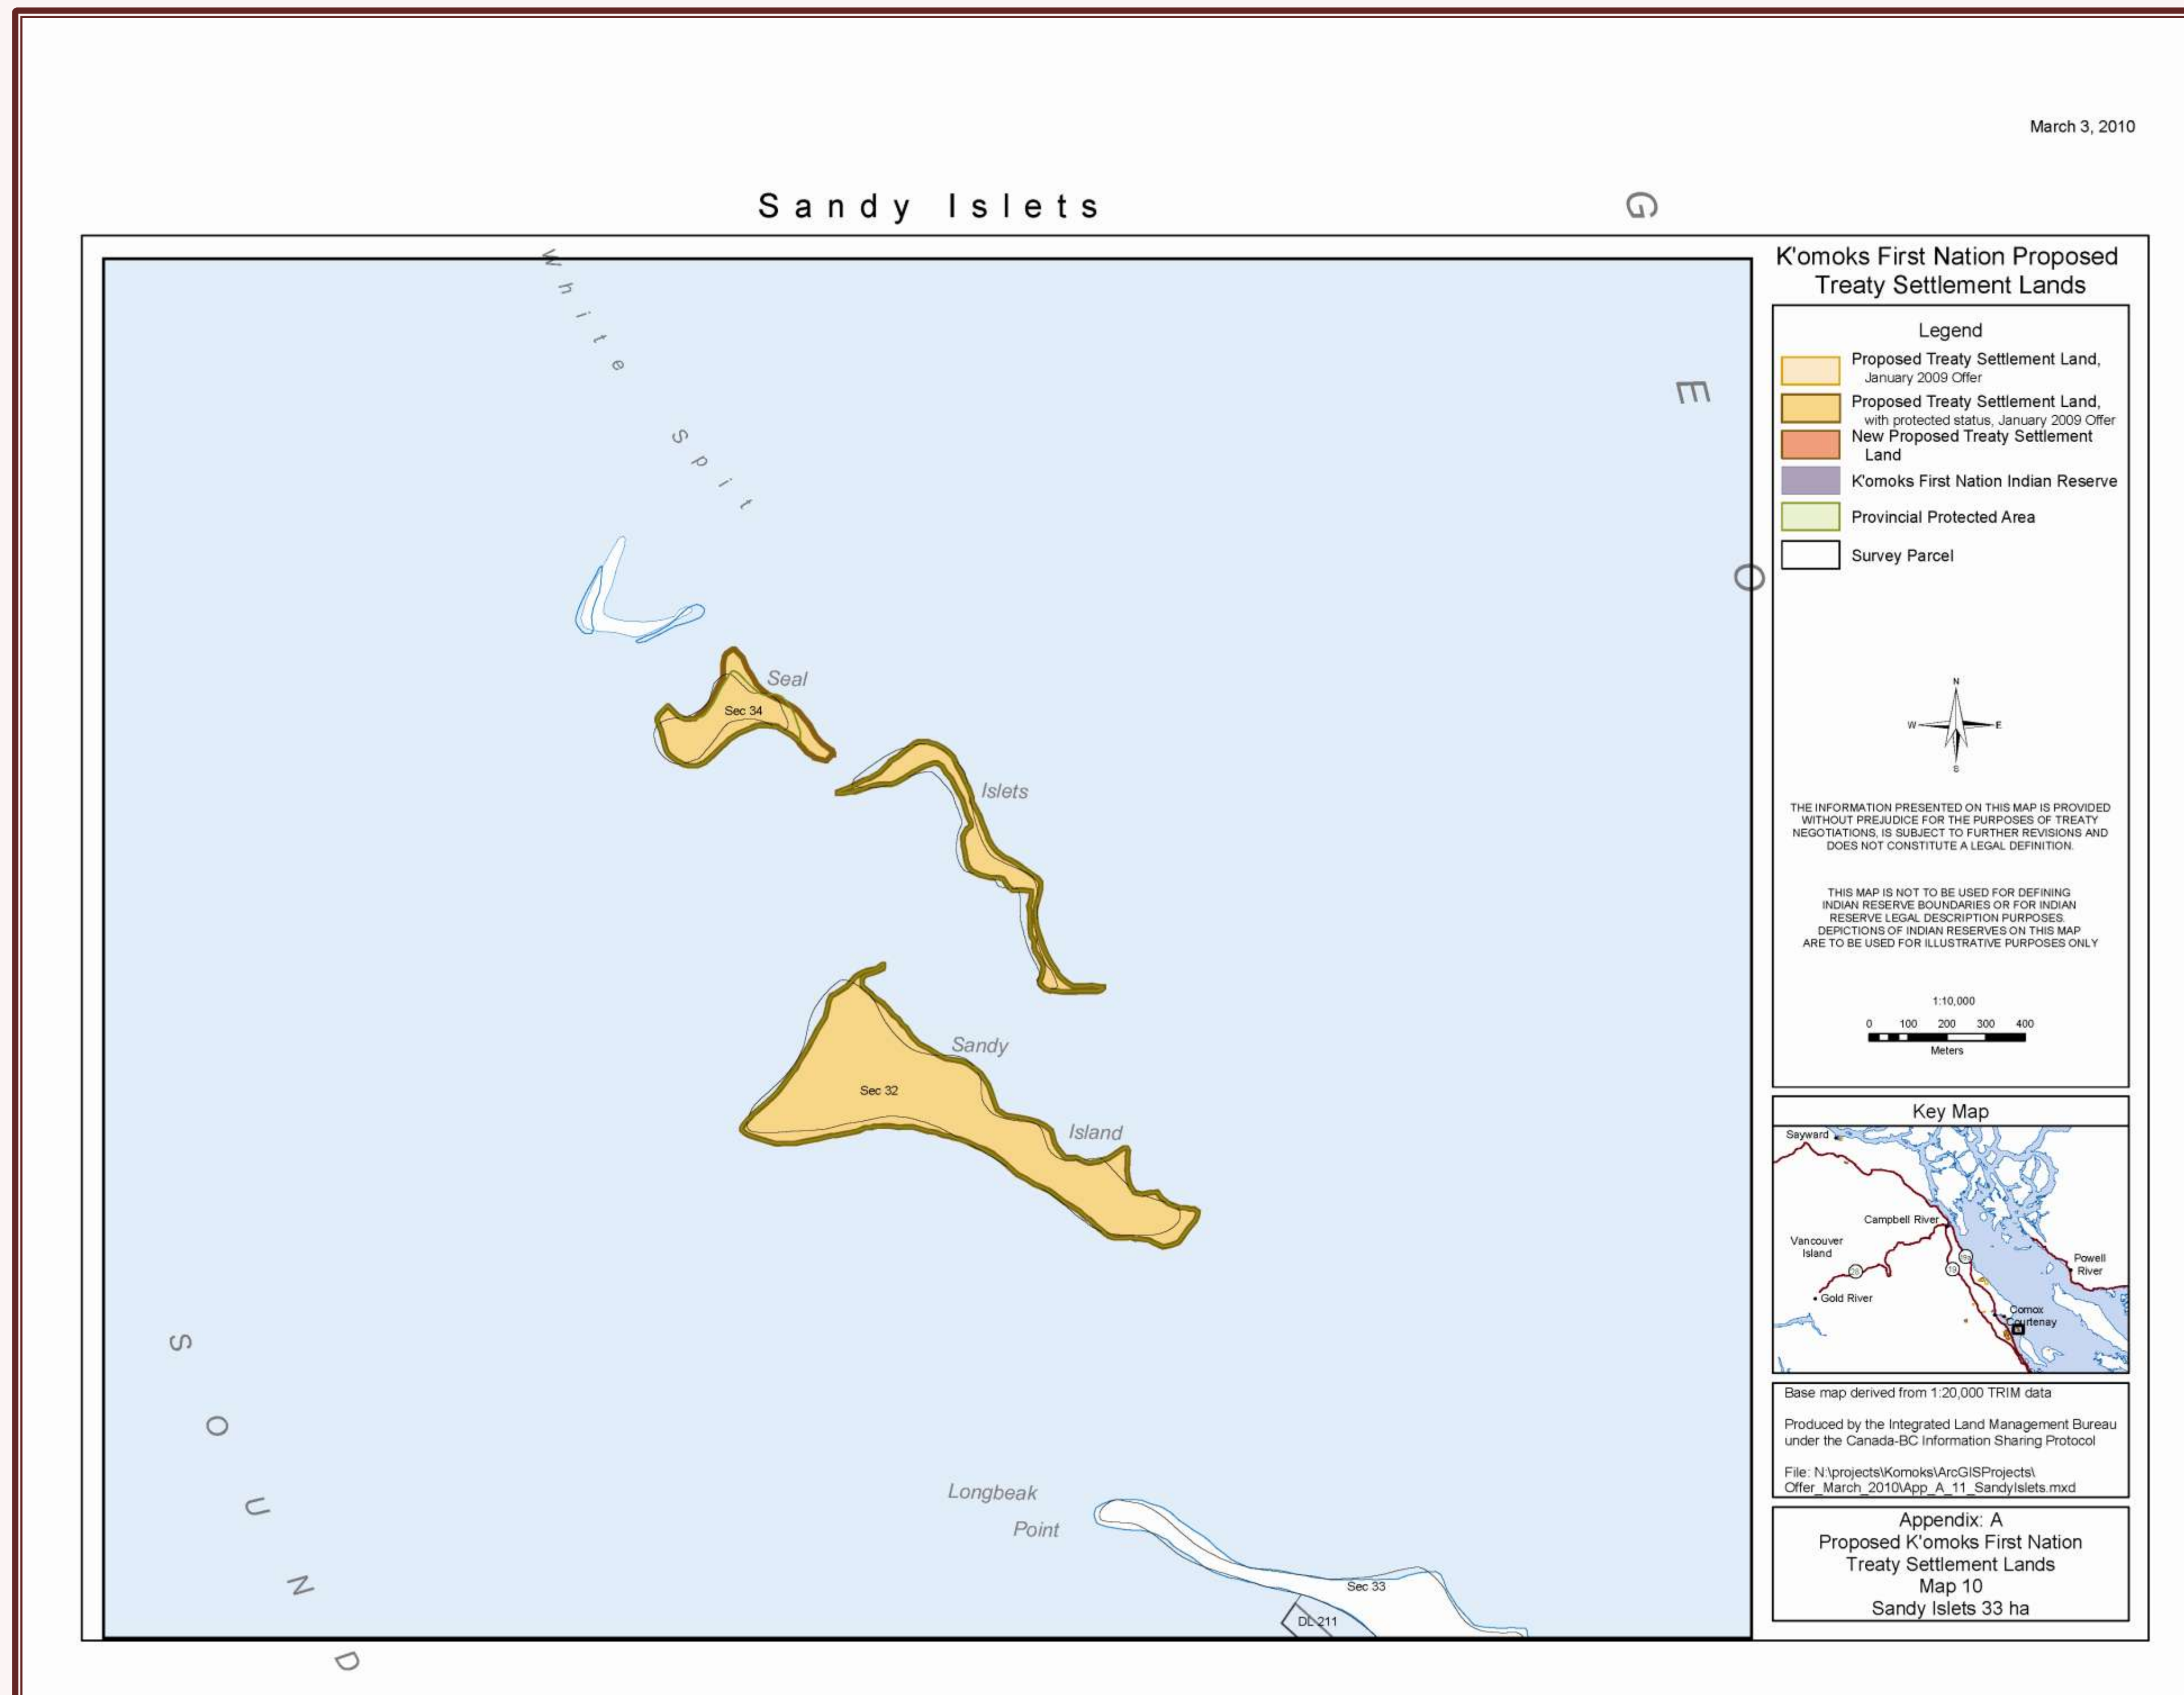 March 3, 2010
Sandy Islets
G
E
O
White Spit
Seal
Sec 34
Islets
Sandy
Sec 32
Island
SOUND
Longbeak
Point
Sec 33
DL 211
K'omoks First Nation Proposed
Treaty Settlement Lands
Legend
Proposed Treaty Settlement Land,
January 2009 Offer
Proposed Treaty Settlement Land,
with protected status, January 2009 Offer
New Proposed Treaty Settlement
Land
K'omoks First Nation Indian Reserve
Provincial Protected Area
Survey Parcel
N
W E
S
THE INFORMATION PRESENTED ON THIS MAP IS PROVIDED
WITHOUT PREJUDICE FOR THE PURPOSES OF TREATY
NEGOTIATIONS, IS SUBJECT TO FURTHER REVISIONS AND
DOES NOT CONSTITUTE A LEGAL DEFINITION.
THIS MAP IS NOT TO BE USED FOR DEFINING
INDIAN RESERVE BOUNDARIES OR FOR INDIAN
RESERVE LEGAL DESCRIPTION PURPOSES.
DEPICTIONS OF INDIAN RESERVES ON THIS MAP
ARE TO BE USED FOR ILLUSTRATIVE PURPOSES ONLY
1:10,000
0 100 200 300 400
Meters
Key Map
Sayward
Campbell River
Vancouver
Island
Powell
River
19a
19
28
Gold River
Comox
Courtenay
Base map derived from 1:20,000 TRIM data
Produced by the Integrated Land Management Bureau
under the Canada-BC Information Sharing Protocol
File: N:\projects\Komoks\ArcGISProjects\
Offer_March_2010\App_A_11_SandyIslets.mxd
Appendix: A
Proposed K'omoks First Nation
Treaty Settlement Lands
Map 10
Sandy Islets 33 ha